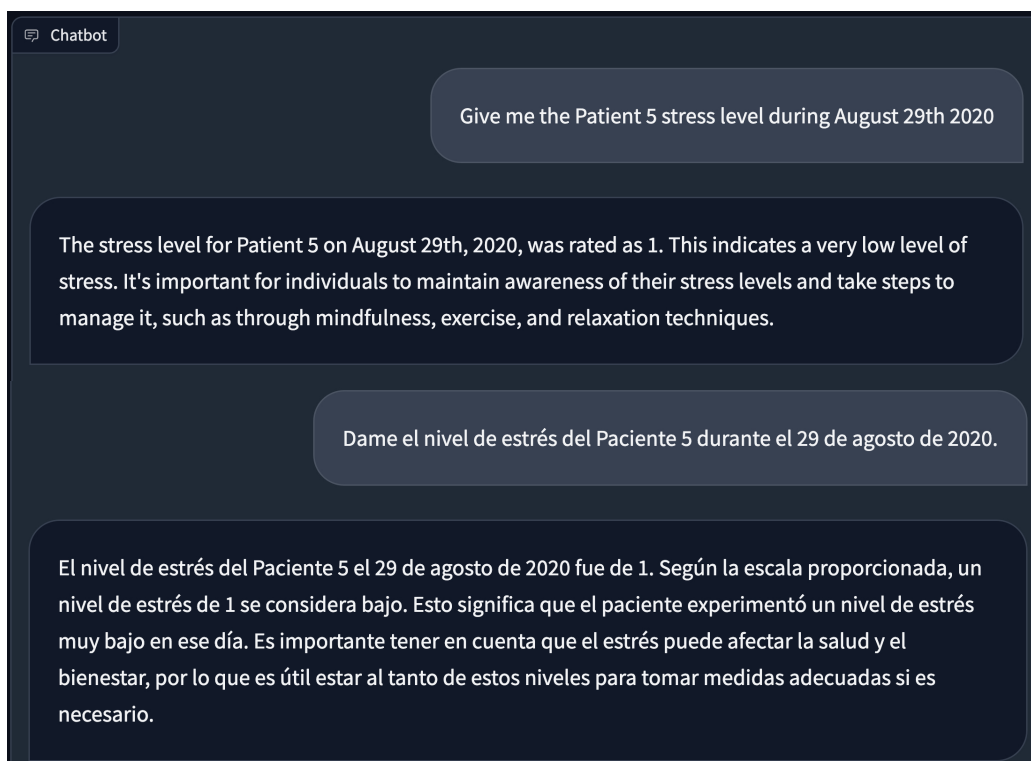 Chatbot
Give me the Patient 5 stress level during August 29th 2020
The stress level for Patient 5 on August 29th, 2020, was rated as 1. This indicates a very low level of
stress. It's important for individuals to maintain awareness of their stress levels and take steps to
manage it, such as through mindfulness, exercise, and relaxation techniques.
Dame el nivel de estrés del Paciente 5 durante el 29 de agosto de 2020.
El nivel de estrés del Paciente 5 el 29 de agosto de 2020 fue de 1. Según la escala proporcionada, un
nivel de estrés de 1 se considera bajo. Esto significa que el paciente experimentó un nivel de estrés
muy bajo en ese día. Es importante tener en cuenta que el estrés puede afectar la salud y el
bienestar, por lo que es útil estar al tanto de estos niveles para tomar medidas adecuadas si es
necesario.